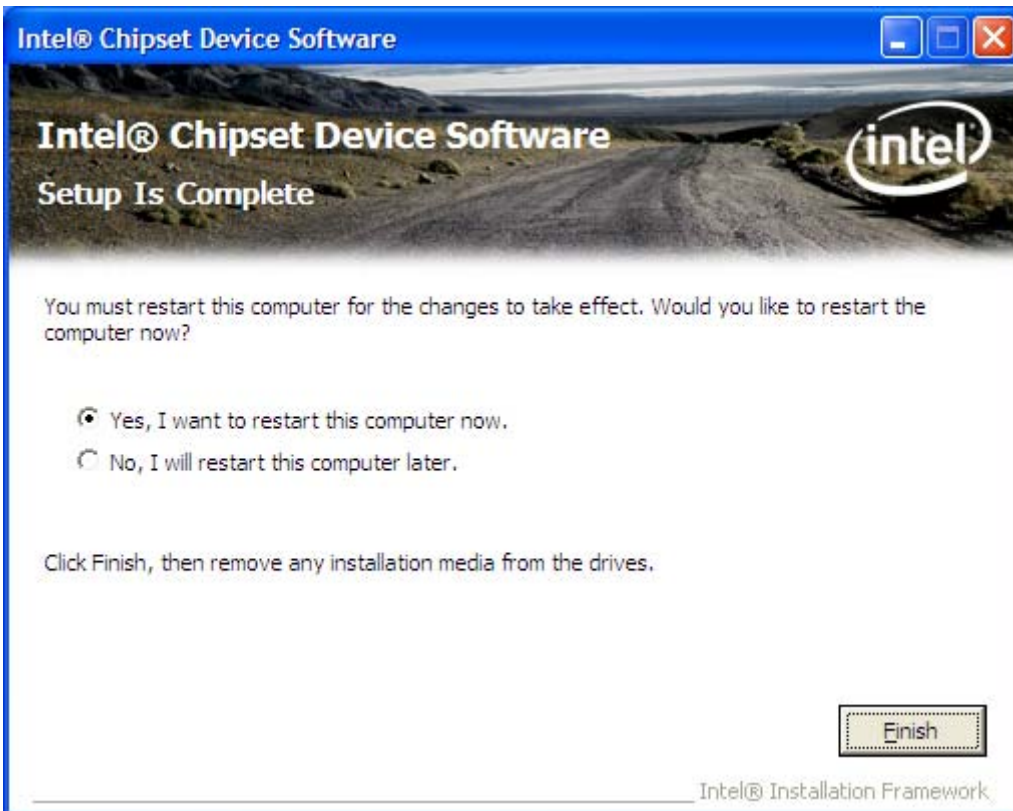 Intel® Chipset Device Software
Intel® Chipset Device Software
Setup Is Complete
intel
You must restart this computer for the changes to take effect. Would you like to restart the
computer now?
Yes, I want to restart this computer now.
No, I will restart this computer later.
Click Finish, then remove any installation media from the drives.
Finish
Intel® Installation Framework